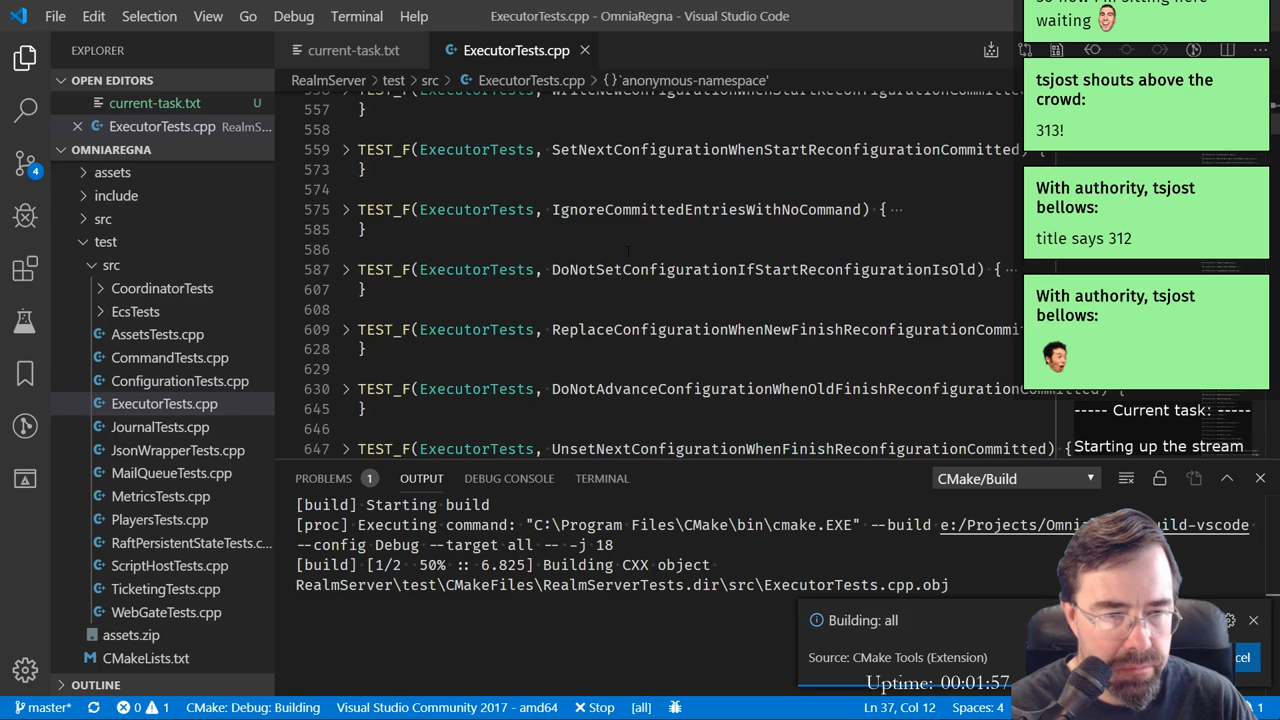 File Edit Selection View Go Debug Terminal Help
ExecutorTests.cpp - OmniaRegna - Visual Studio Code
waiting
EXPLORER
current-task.txt
ExecutorTests.cpp
OPEN EDITORS
RealmServer > test > src > ExecutorTests.cpp > {} `anonymous-namespace'
tsjost shouts above the
crowd:
313!
current-task.txt U
ExecutorTests.cpp RealmS...
OMNIAREGNA
assets
include
src
test
src
CoordinatorTests
EcsTests
AssetsTests.cpp
CommandTests.cpp
ConfigurationTests.cpp
ExecutorTests.cpp
JournalTests.cpp
JsonWrapperTests.cpp
MailQueueTests.cpp
MetricsTests.cpp
PlayersTests.cpp
RaftPersistentStateTests.c...
ScriptHostTests.cpp
TicketingTests.cpp
WebGateTests.cpp
assets.zip
CMakeLists.txt
OUTLINE
557 }
558
559 TEST_F(ExecutorTests, SetNextConfigurationWhenStartReconfigurationCommitted) {
573 }
574
575 TEST_F(ExecutorTests, IgnoreCommittedEntriesWithNoCommand) {···
585 }
586
587 TEST_F(ExecutorTests, DoNotSetConfigurationIfStartReconfigurationIsOld) {···
607 }
608
609 TEST_F(ExecutorTests, ReplaceConfigurationWhenNewFinishReconfigurationCommi
628 }
629
630 TEST_F(ExecutorTests, DoNotAdvanceConfigurationWhenOldFinishReconfigurationCommitted) {
645 }
646
647 TEST_F(ExecutorTests, UnsetNextConfigurationWhenFinishReconfigurationCommitted) {
With authority, tsjost
bellows:
title says 312
With authority, tsjost
bellows:
----- Current task: -----
Starting up the stream
PROBLEMS 1 OUTPUT DEBUG CONSOLE TERMINAL
CMake/Build
[build] Starting build
[proc] Executing command: "C:\Program Files\CMake\bin\cmake.EXE" --build e:/Projects/Omni
--config Debug --target all -- -j 18
[build] [1/2 50% :: 6.825] Building CXX object
RealmServer\test\CMakeFiles\RealmServerTests.dir\src\ExecutorTests.cpp.obj
Building: all
Source: CMake Tools (Extension)
Uptime: 00:01:57
4
master* 0 1 CMake: Debug: Building Visual Studio Community 2017 - amd64 Stop [all] Ln 37, Col 12 Spaces: 4 1